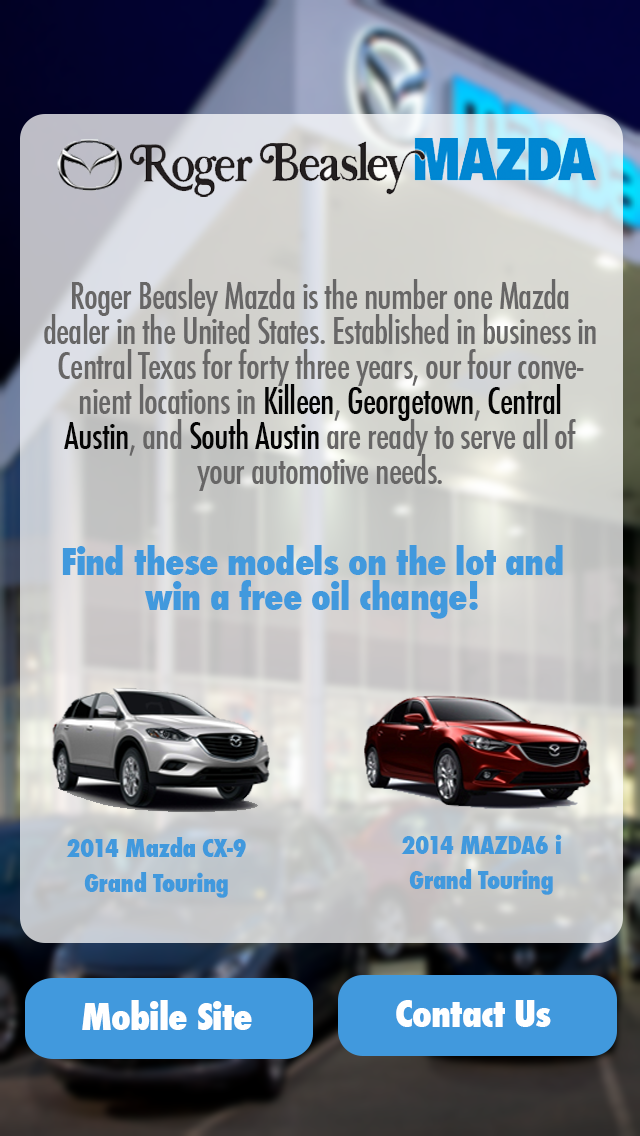 Roger Beasley MAZDA
Roger Beasley Mazda is the number one Mazda
dealer in the United States. Established in business in
Central Texas for forty three years, our four conve-
nient locations in Killeen, Georgetown, Central
Austin, and South Austin are ready to serve all of
your automotive needs.
Find these models on the lot and
win a free oil change!
2014 Mazda CX-9
Grand Touring
2014 MAZDA6 i
Grand Touring
Mobile Site
Contact Us